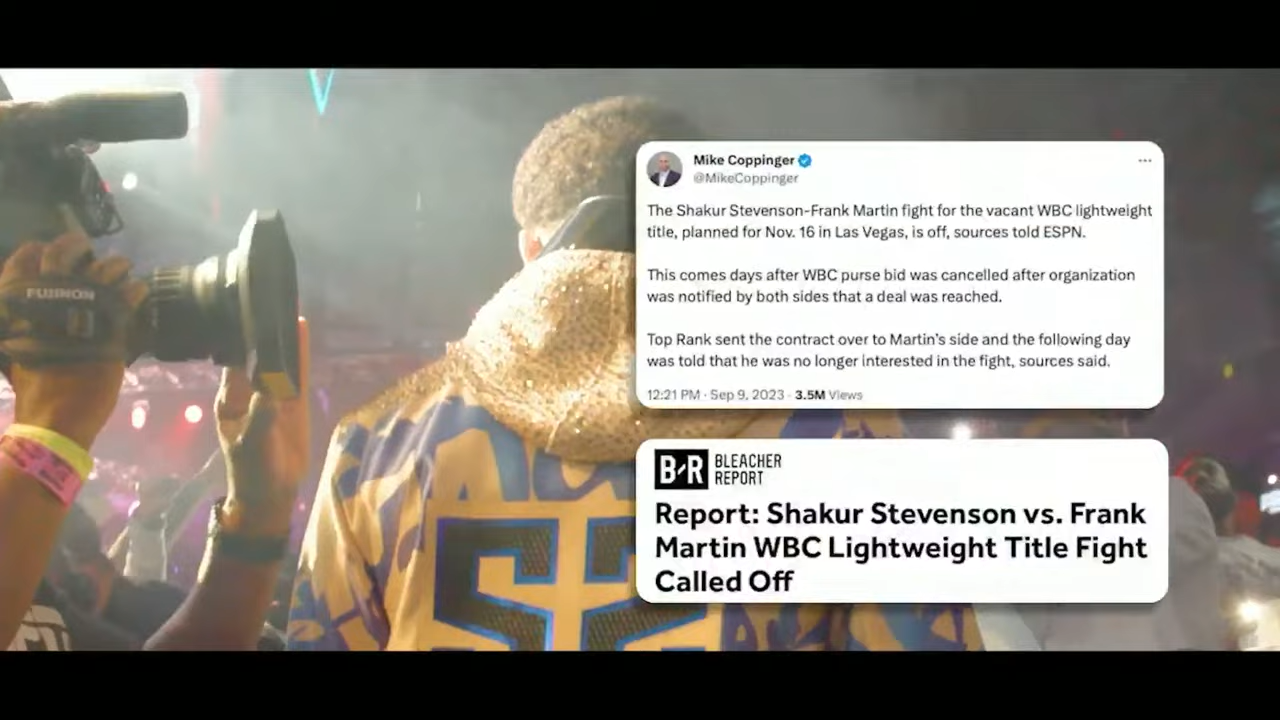 Mike Coppinger
@MikeCoppinger
The Shakur Stevenson-Frank Martin fight for the vacant WBC lightweight
title, planned for Nov. 16 in Las Vegas, is off, sources told ESPN.
This comes days after WBC purse bid was cancelled after organization
was notified by both sides that a deal was reached.
Top Rank sent the contract over to Martin's side and the following day
was told that he was no longer interested in the fight, sources said.
12:21 PM · Sep 9, 2023 · 3.5M Views
FUJINON
B/R BLEACHER
REPORT
Report: Shakur Stevenson vs. Frank
Martin WBC Lightweight Title Fight
Called Off